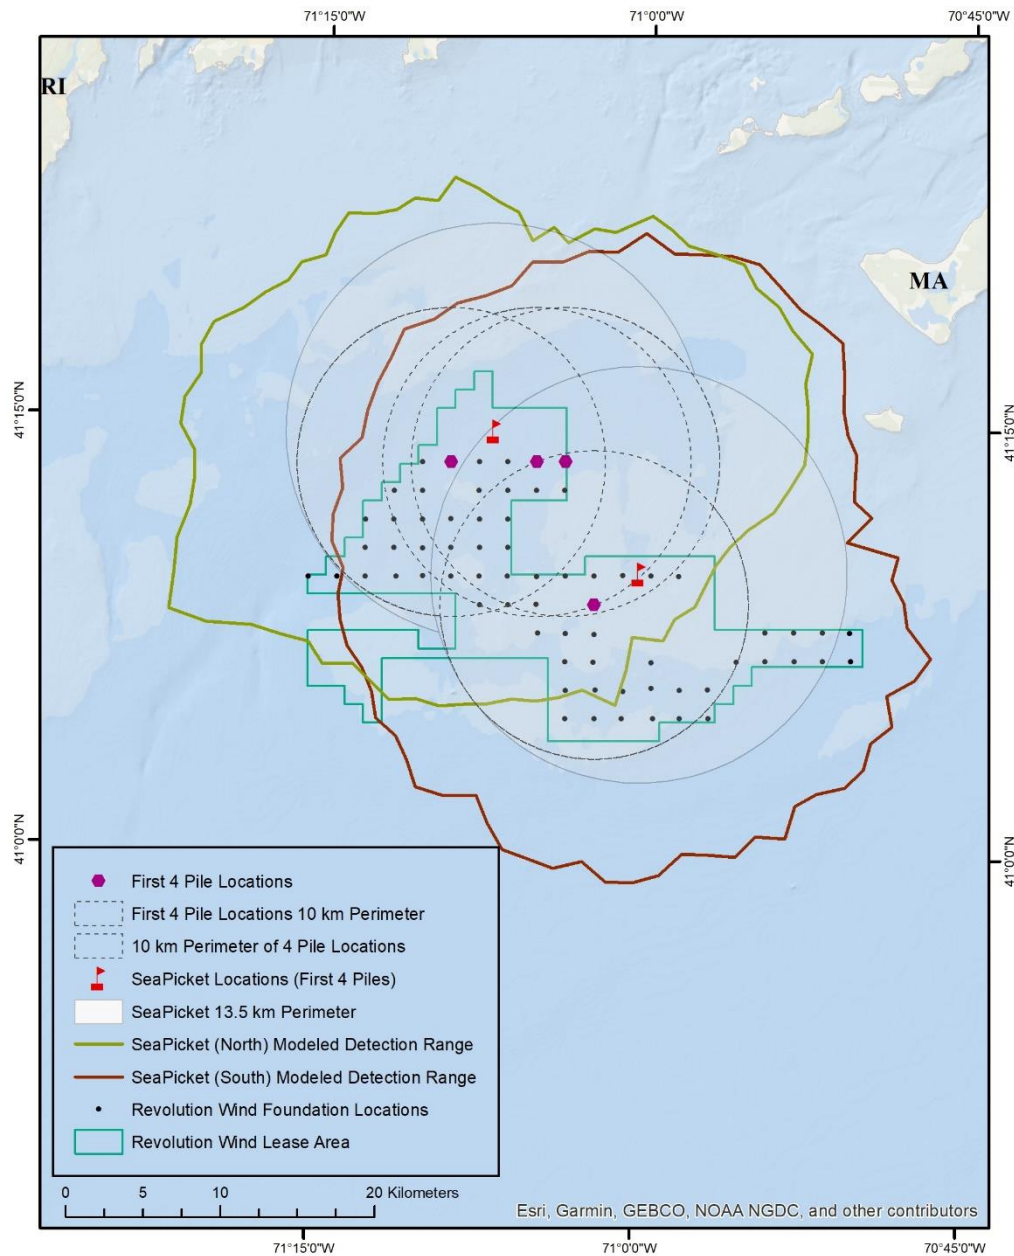 71°15'0"W
71°0'0"W
70°45'0"W
RI
MA
41°15'0"N
41°15'0"N
41°0'0"N
41°0'0"N
First 4 Pile Locations
First 4 Pile Locations 10 km Perimeter
10 km Perimeter of 4 Pile Locations
SeaPicket Locations (First 4 Piles)
SeaPicket 13.5 km Perimeter
SeaPicket (North) Modeled Detection Range
SeaPicket (South) Modeled Detection Range
Revolution Wind Foundation Locations
Revolution Wind Lease Area
0 5 10 20 Kilometers
Esri, Garmin, GEBCO, NOAA NGDC, and other contributors
71°15'0"W
71°0'0"W
70°45'0"W